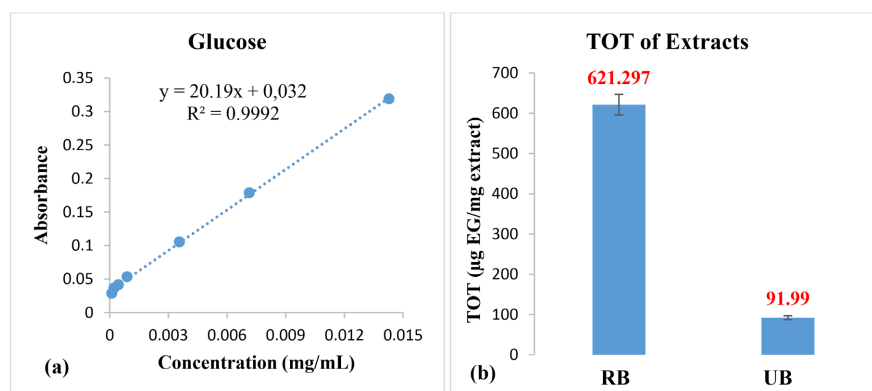 Glucose
y = 20.19x + 0,032
R² = 0.9992
0.35
0.3
0.25
0.2
0.15
0.1
0.05
0
0 0.003 0.006 0.009 0.012 0.015
Absorbance
Concentration (mg/mL)
(a)
TOT of Extracts
700
600
500
400
300
200
100
0
621.297
91.99
TOT (µg EG/mg extract)
RB UB
(b)